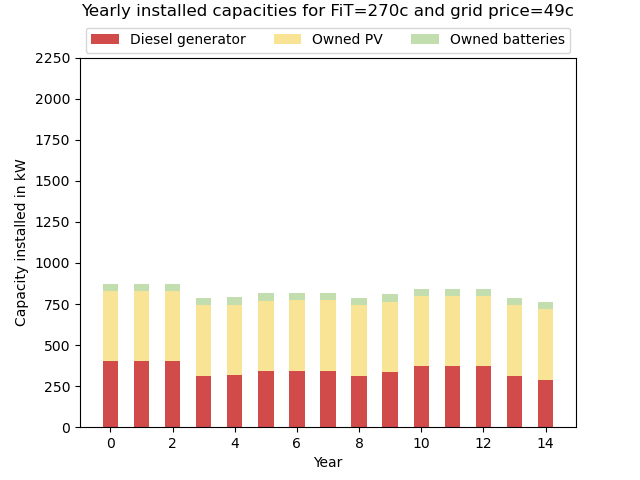 Yearly installed capacities for FiT=270c and grid price=49c
Diesel generator Owned PV Owned batteries
2250
2000
1750
1500
1250
1000
750
500
250
0
Capacity installed in kW
0 2 4 6 8 10 12 14
Year